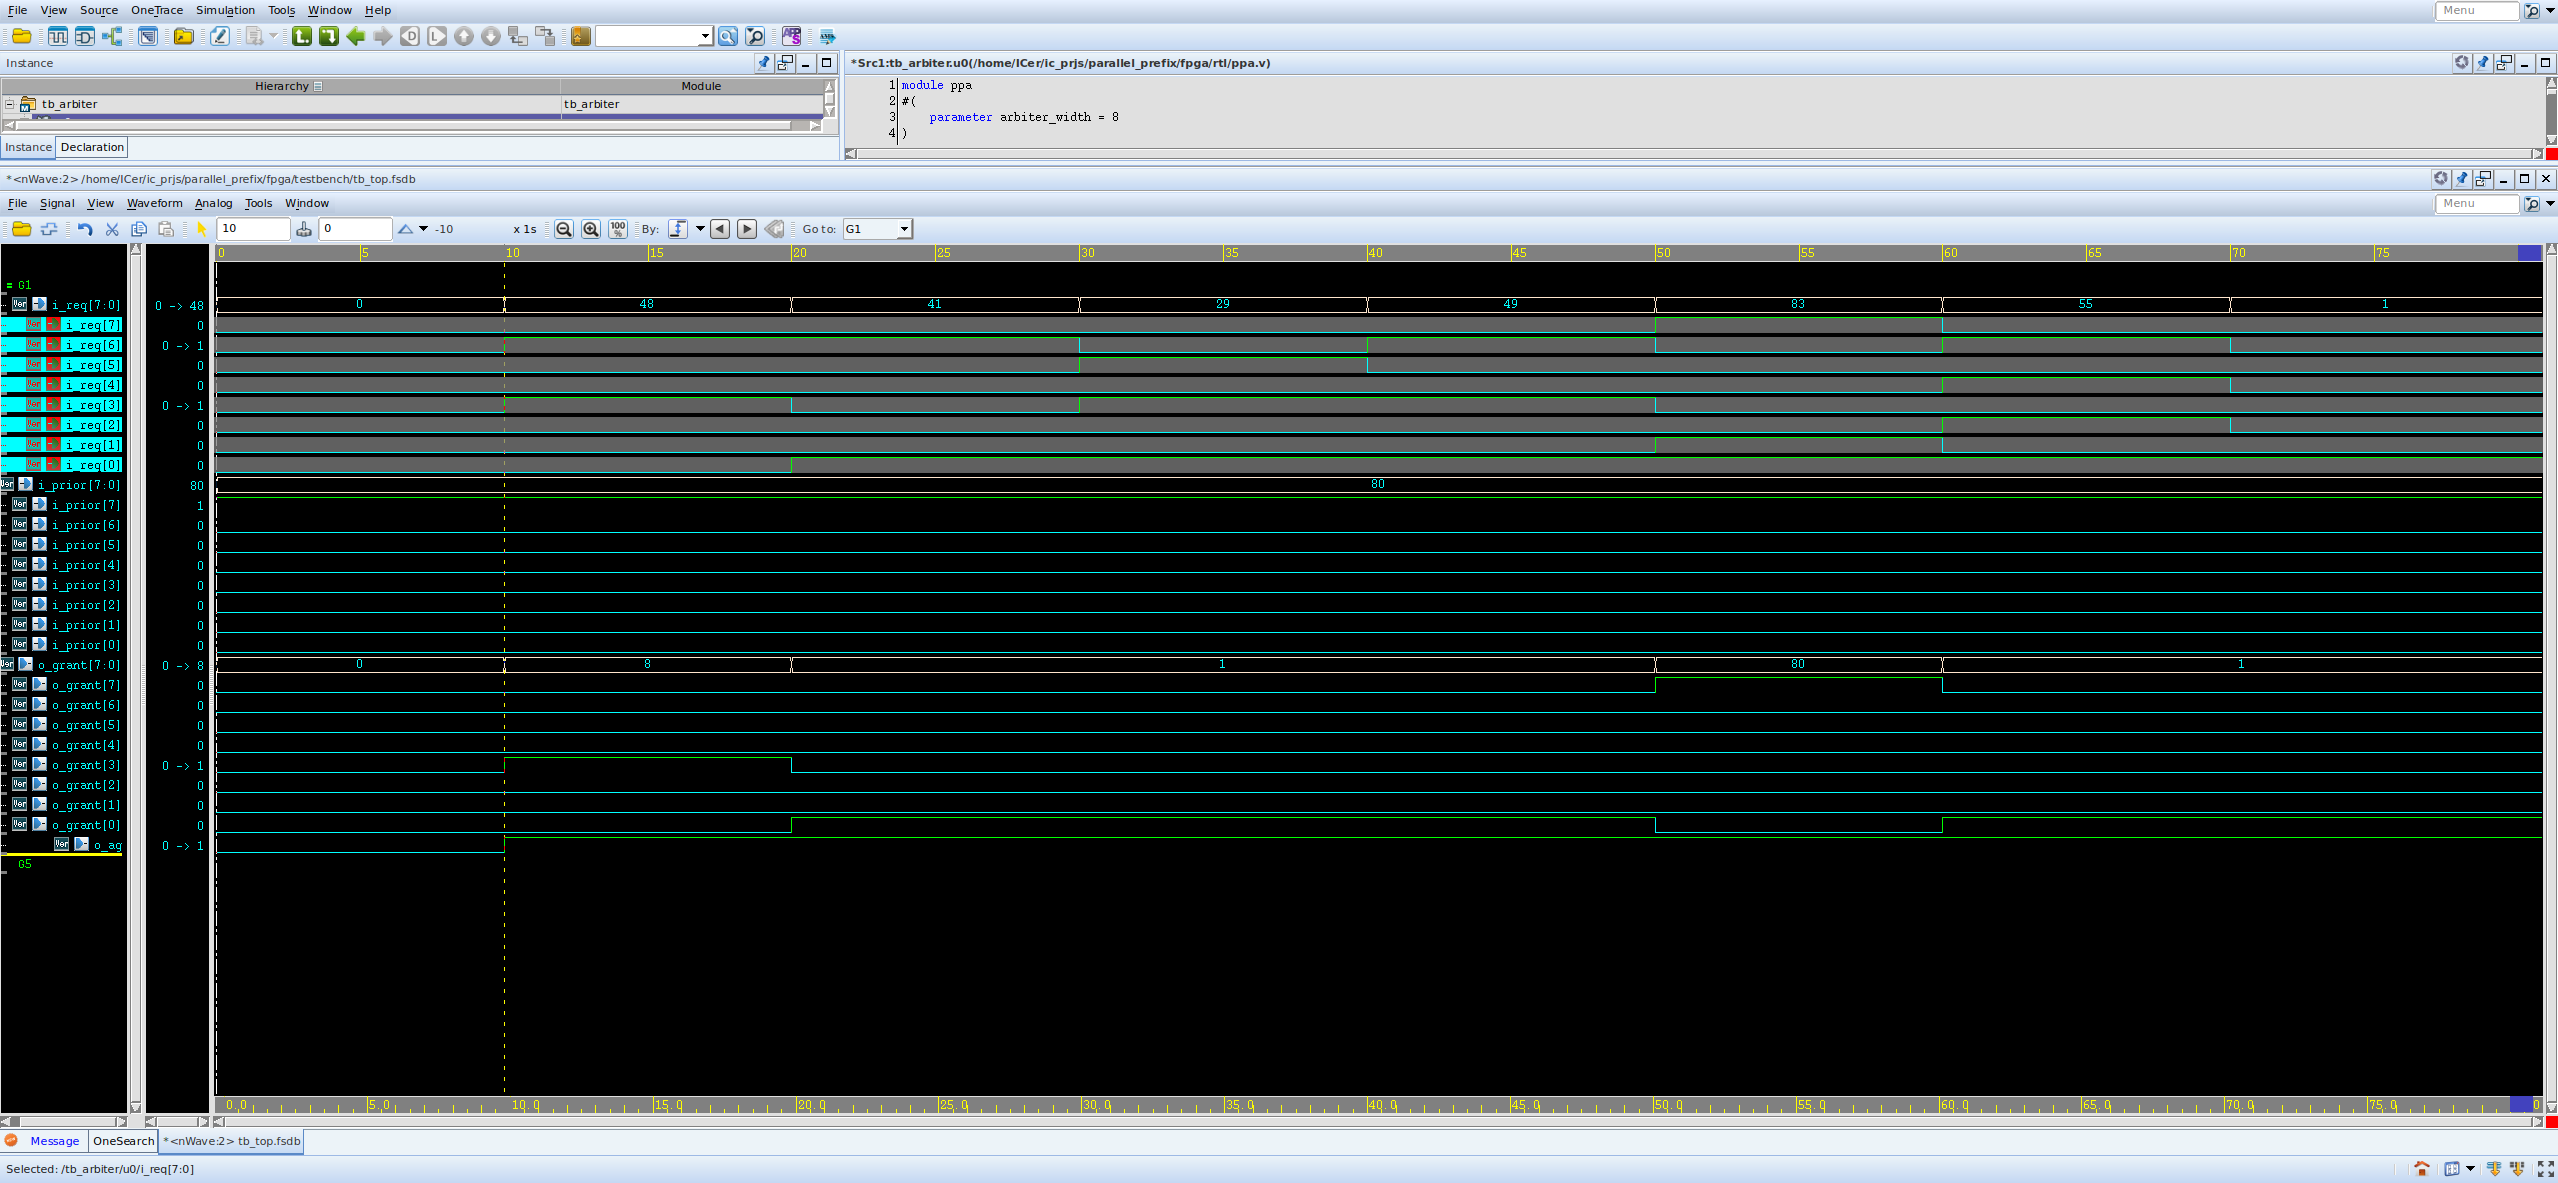 File View Source OneTrace Simulation Tools Window Help Menu
Instance
*Src1:tb_arbiter.u0(/home/ICer/ic_prjs/parallel_prefix/fpga/rtl/ppa.v)
Hierarchy Module
tb_arbiter tb_arbiter
1 module ppa
2 #(
3 parameter arbiter_width = 8
4 )
Instance Declaration
*<nWave:2> /home/ICer/ic_prjs/parallel_prefix/fpga/testbench/tb_top.fsdb
File Signal View Waveform Analog Tools Window Menu
10 0 -10 x 1s 100 % By: Go to: G1
0 5 10 15 20 25 30 35 40 45 50 55 60 65 70 75
= G1
i_req[7:0] 0 -> 48 0 48 41 29 49 83 55 1
i_req[7] 0
i_req[6] 0 -> 1
i_req[5] 0
i_req[4] 0
i_req[3] 0 -> 1
i_req[2] 0
i_req[1] 0
i_req[0] 0
i_prior[7:0] 80 80
i_prior[7] 1
i_prior[6] 0
i_prior[5] 0
i_prior[4] 0
i_prior[3] 0
i_prior[2] 0
i_prior[1] 0
i_prior[0] 0
o_grant[7:0] 0 -> 8 0 8 1 80 1
o_grant[7] 0
o_grant[6] 0
o_grant[5] 0
o_grant[4] 0
o_grant[3] 0 -> 1
o_grant[2] 0
o_grant[1] 0
o_grant[0] 0
o_ag 0 -> 1
G5
0.0 5.0 10.0 15.0 20.0 25.0 30.0 35.0 40.0 45.0 50.0 55.0 60.0 65.0 70.0 75.0 0
Message OneSearch *<nWave:2> tb_top.fsdb
Selected: /tb_arbiter/u0/i_req[7:0]